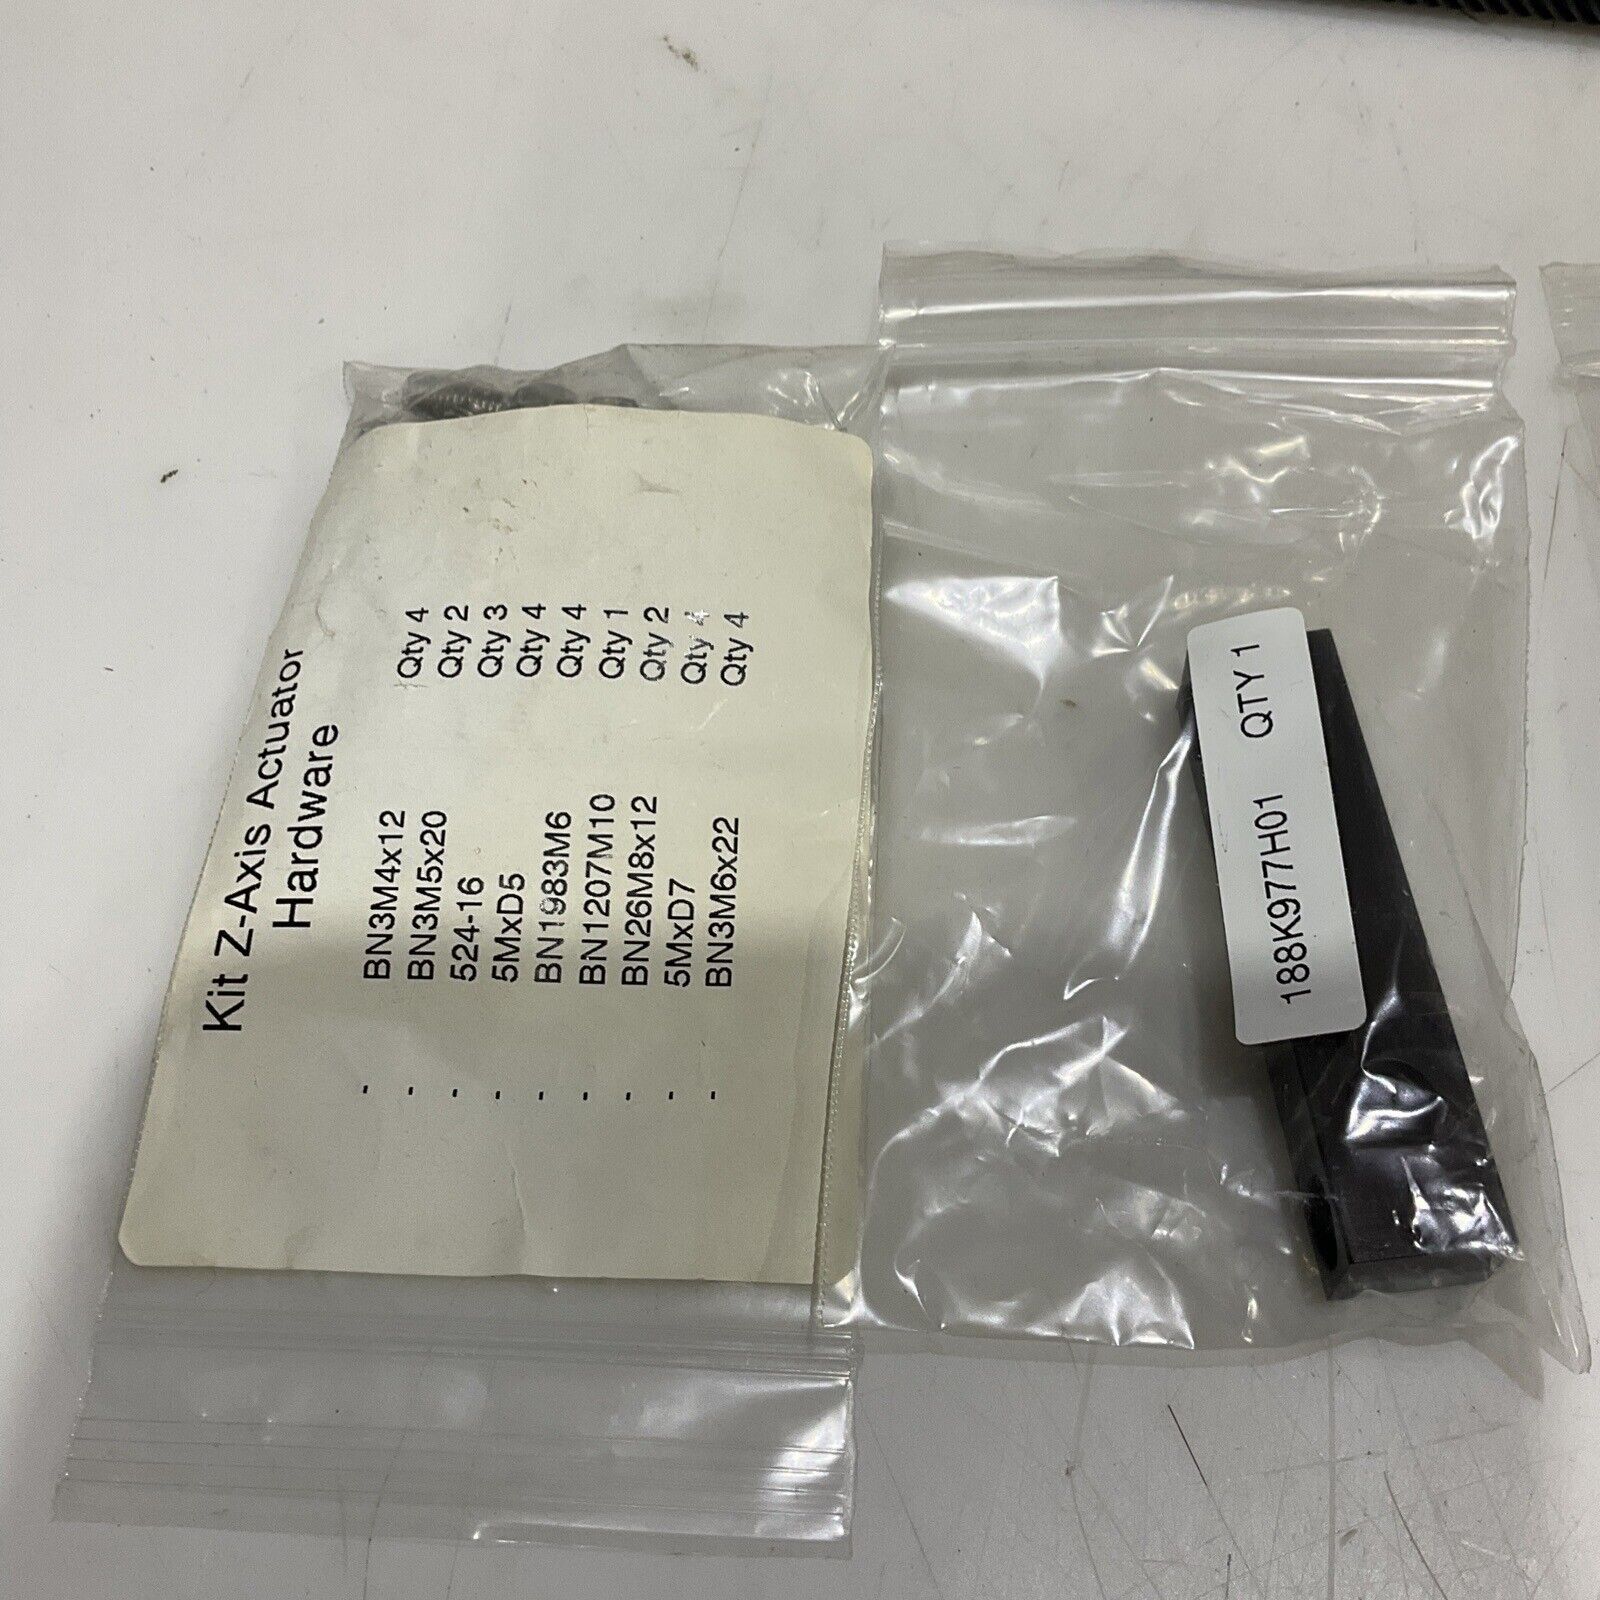 Kit Z-Axis Actuator
Hardware
- BN3M4x12 Qty 4
- BN3M5x20 Qty 2
- 524-16 Qty 3
- 5MxD5 Qty 4
- BN1983M6 Qty 4
- BN1207M10 Qty 1
- BN26M8x12 Qty 2
- 5MxD7 Qty 4
- BN3M6x22 Qty 4
188K977H01 QTY 1